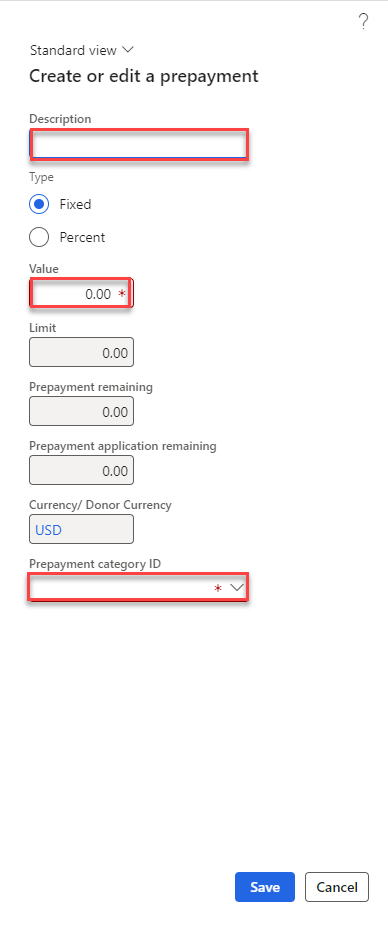 ?
Standard view
Create or edit a prepayment
Description
Type
Fixed
Percent
Value
0.00 *
Limit
0.00
Prepayment remaining
0.00
Prepayment application remaining
0.00
Currency/ Donor Currency
USD
Prepayment category ID
*
Save Cancel